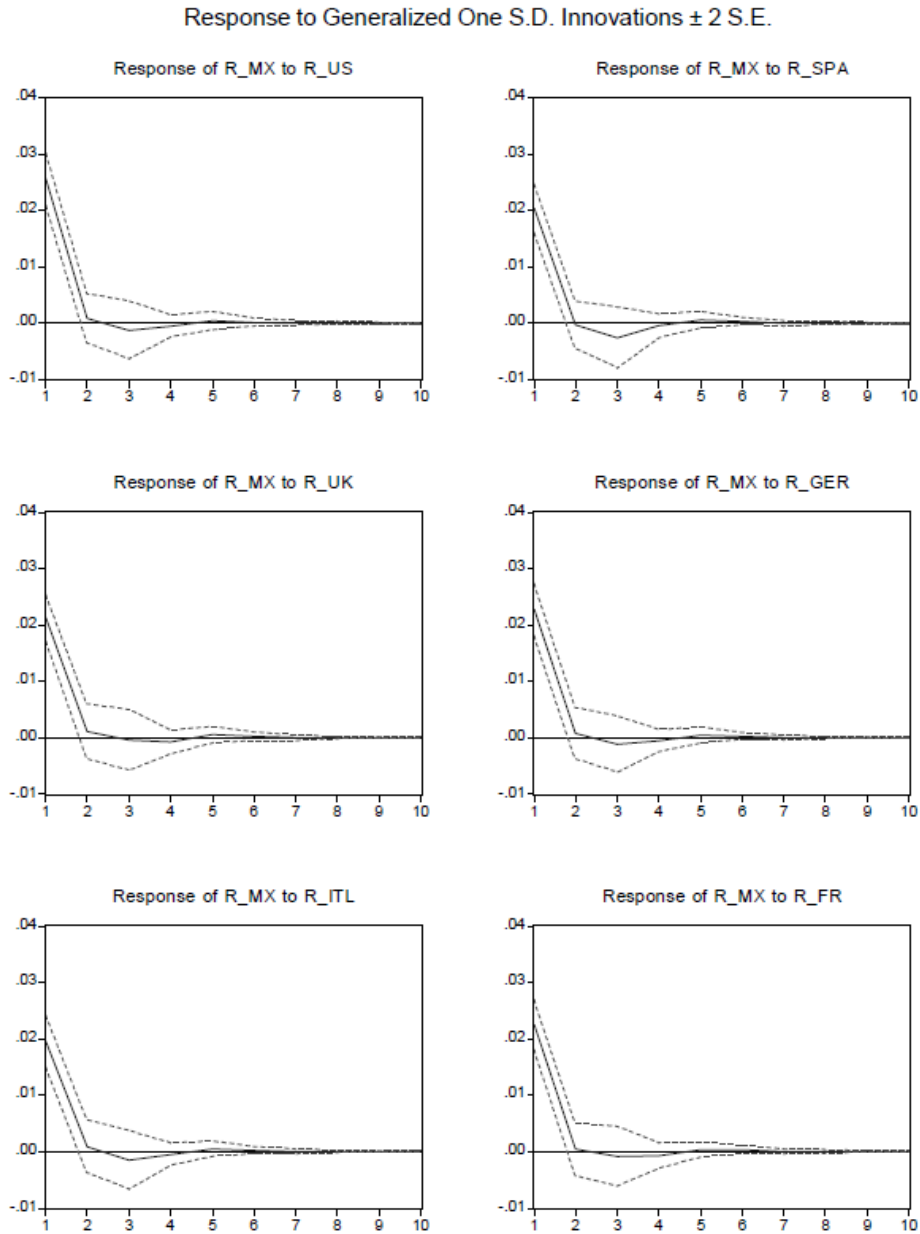 Response to Generalized One S.D. Innovations ± 2 S.E.
Response of R_MX to R_US
.04
.03
.02
.01
.00
-.01
1 2 3 4 5 6 7 8 9 10
Response of R_MX to R_SPA
.04
.03
.02
.01
.00
-.01
1 2 3 4 5 6 7 8 9 10
Response of R_MX to R_UK
.04
.03
.02
.01
.00
-.01
1 2 3 4 5 6 7 8 9 10
Response of R_MX to R_GER
.04
.03
.02
.01
.00
-.01
1 2 3 4 5 6 7 8 9 10
Response of R_MX to R_ITL
.04
.03
.02
.01
.00
-.01
1 2 3 4 5 6 7 8 9 10
Response of R_MX to R_FR
.04
.03
.02
.01
.00
-.01
1 2 3 4 5 6 7 8 9 10